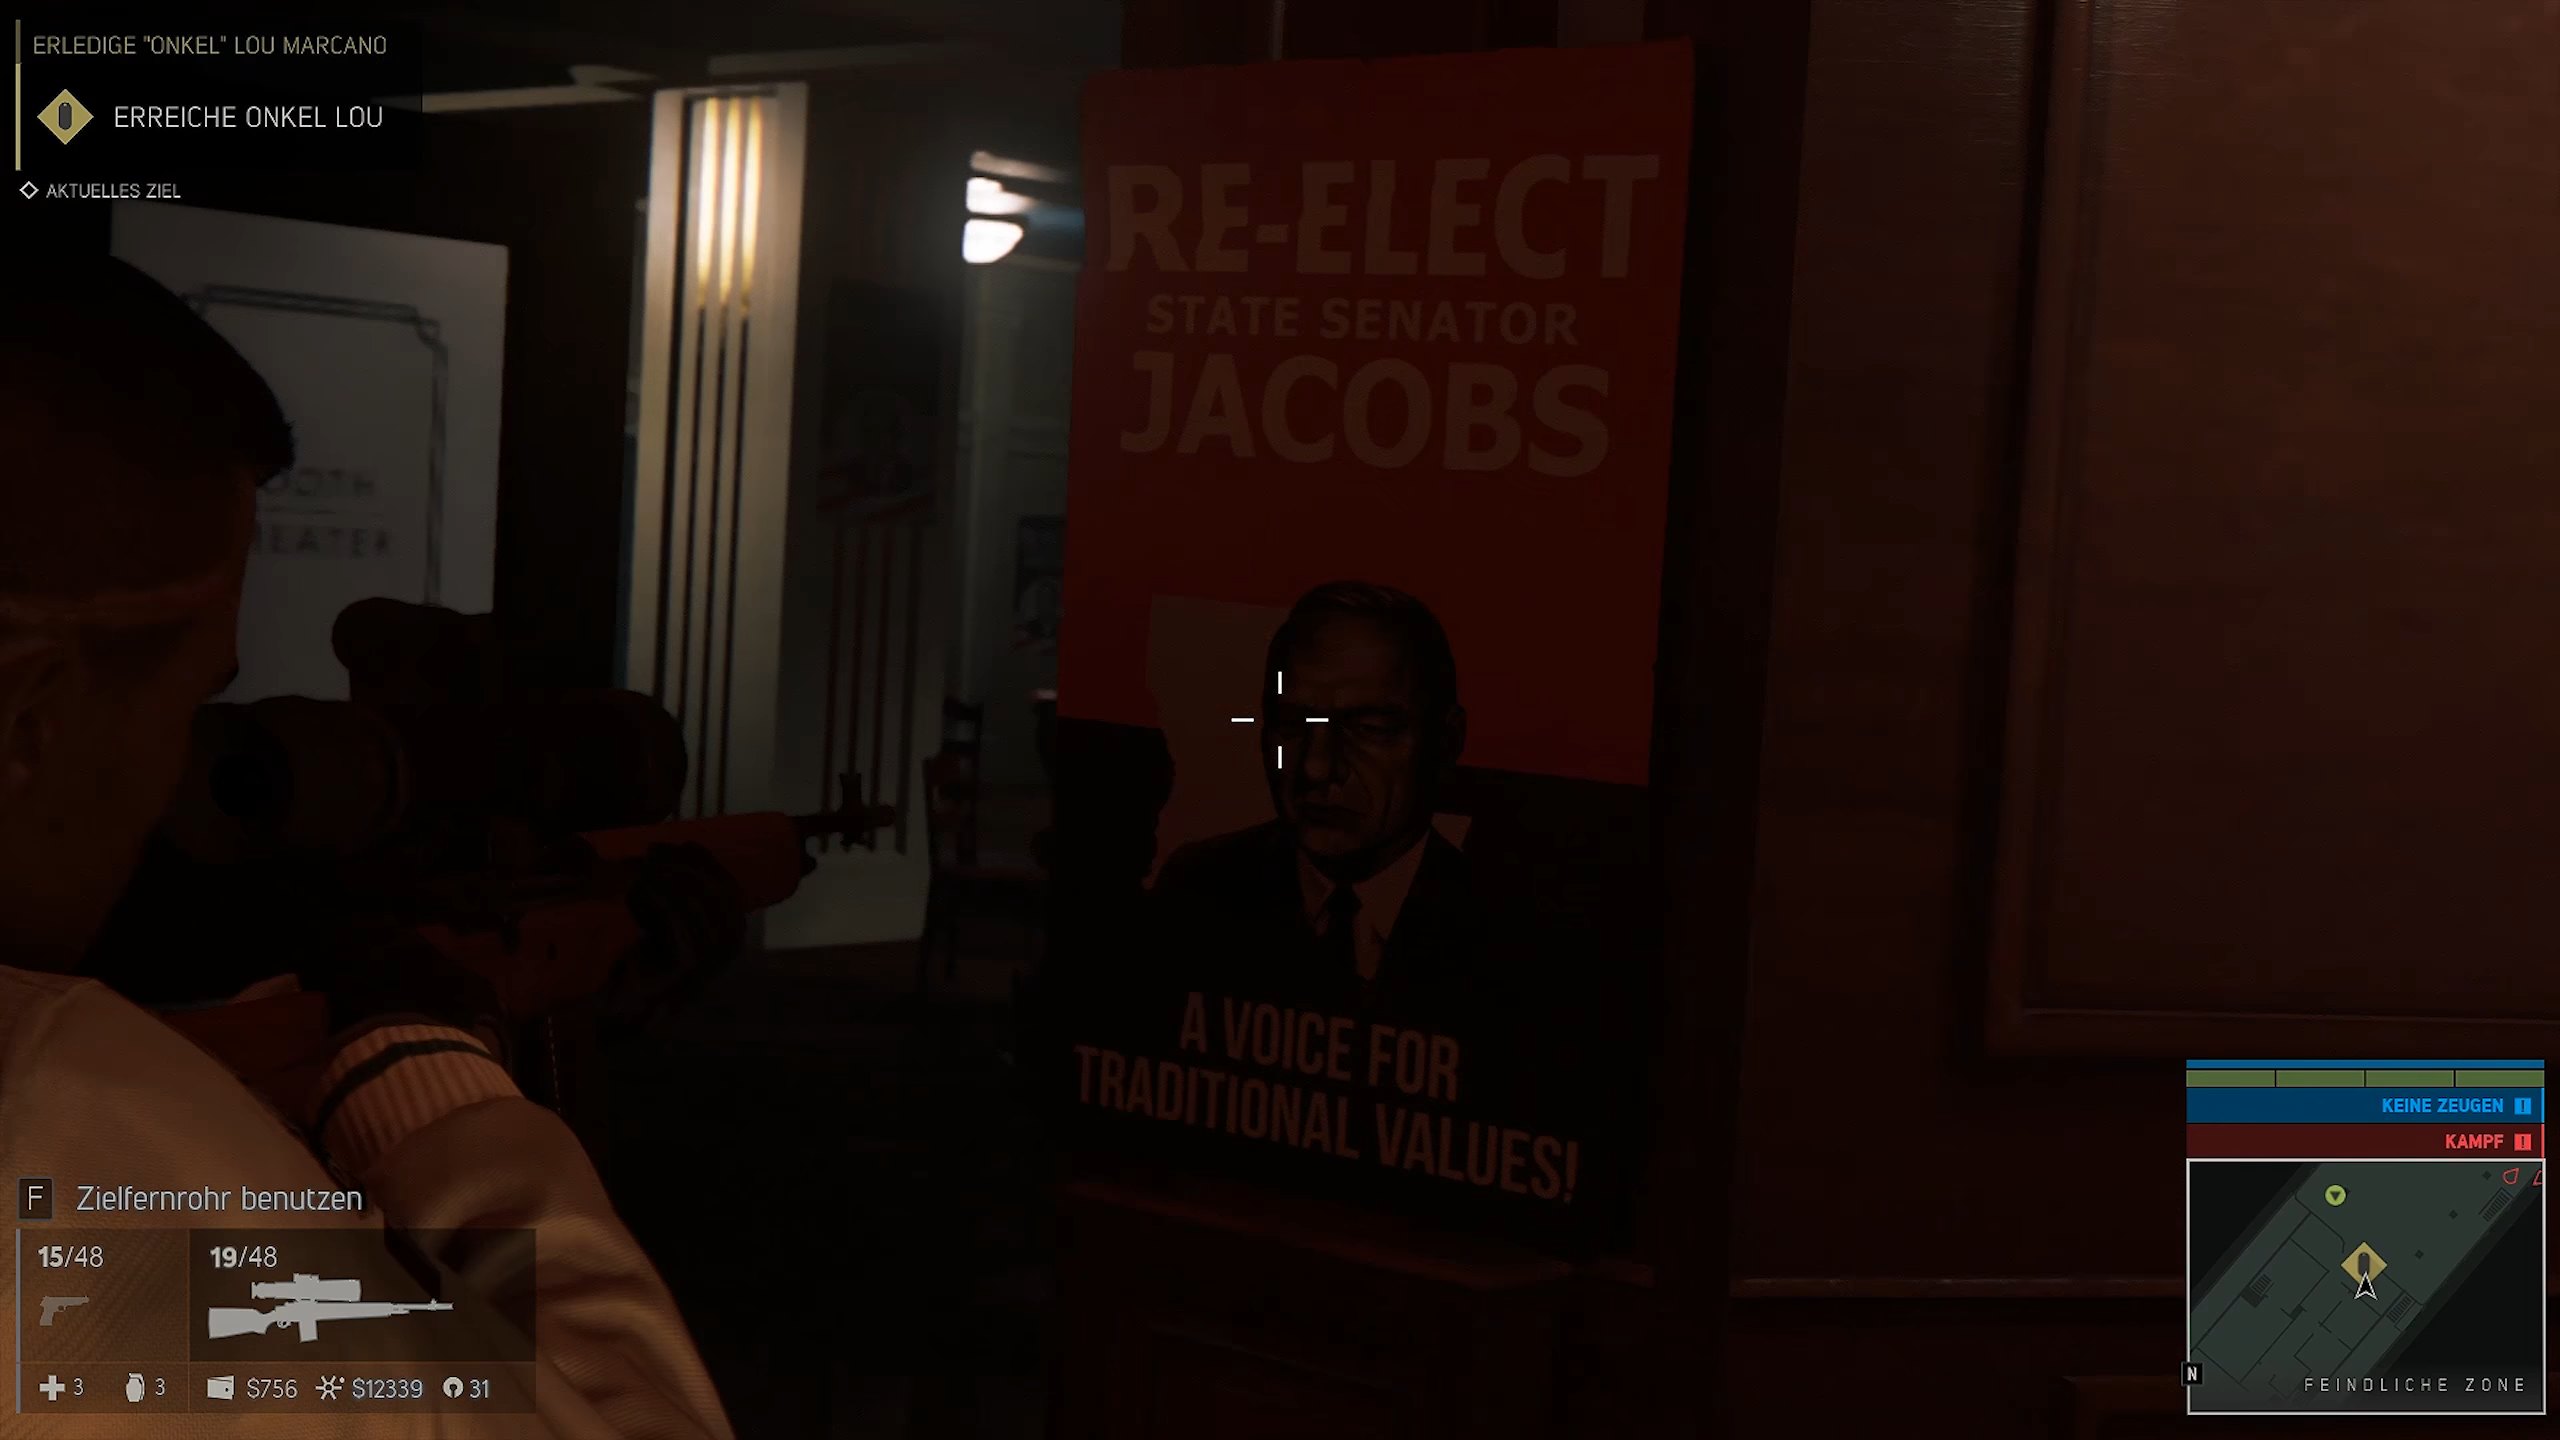 ERLEDIGE "ONKEL" LOU MARCANO
ERREICHE ONKEL LOU
AKTUELLES ZIEL
RE-ELECT
STATE SENATOR
JACOBS
A VOICE FOR
TRADITIONAL VALUES!
F Zielfernrohr benutzen
15/48
19/48
3
3
$756
$12339
31
KEINE ZEUGEN !
KAMPF !
N
FEINDLICHE ZONE